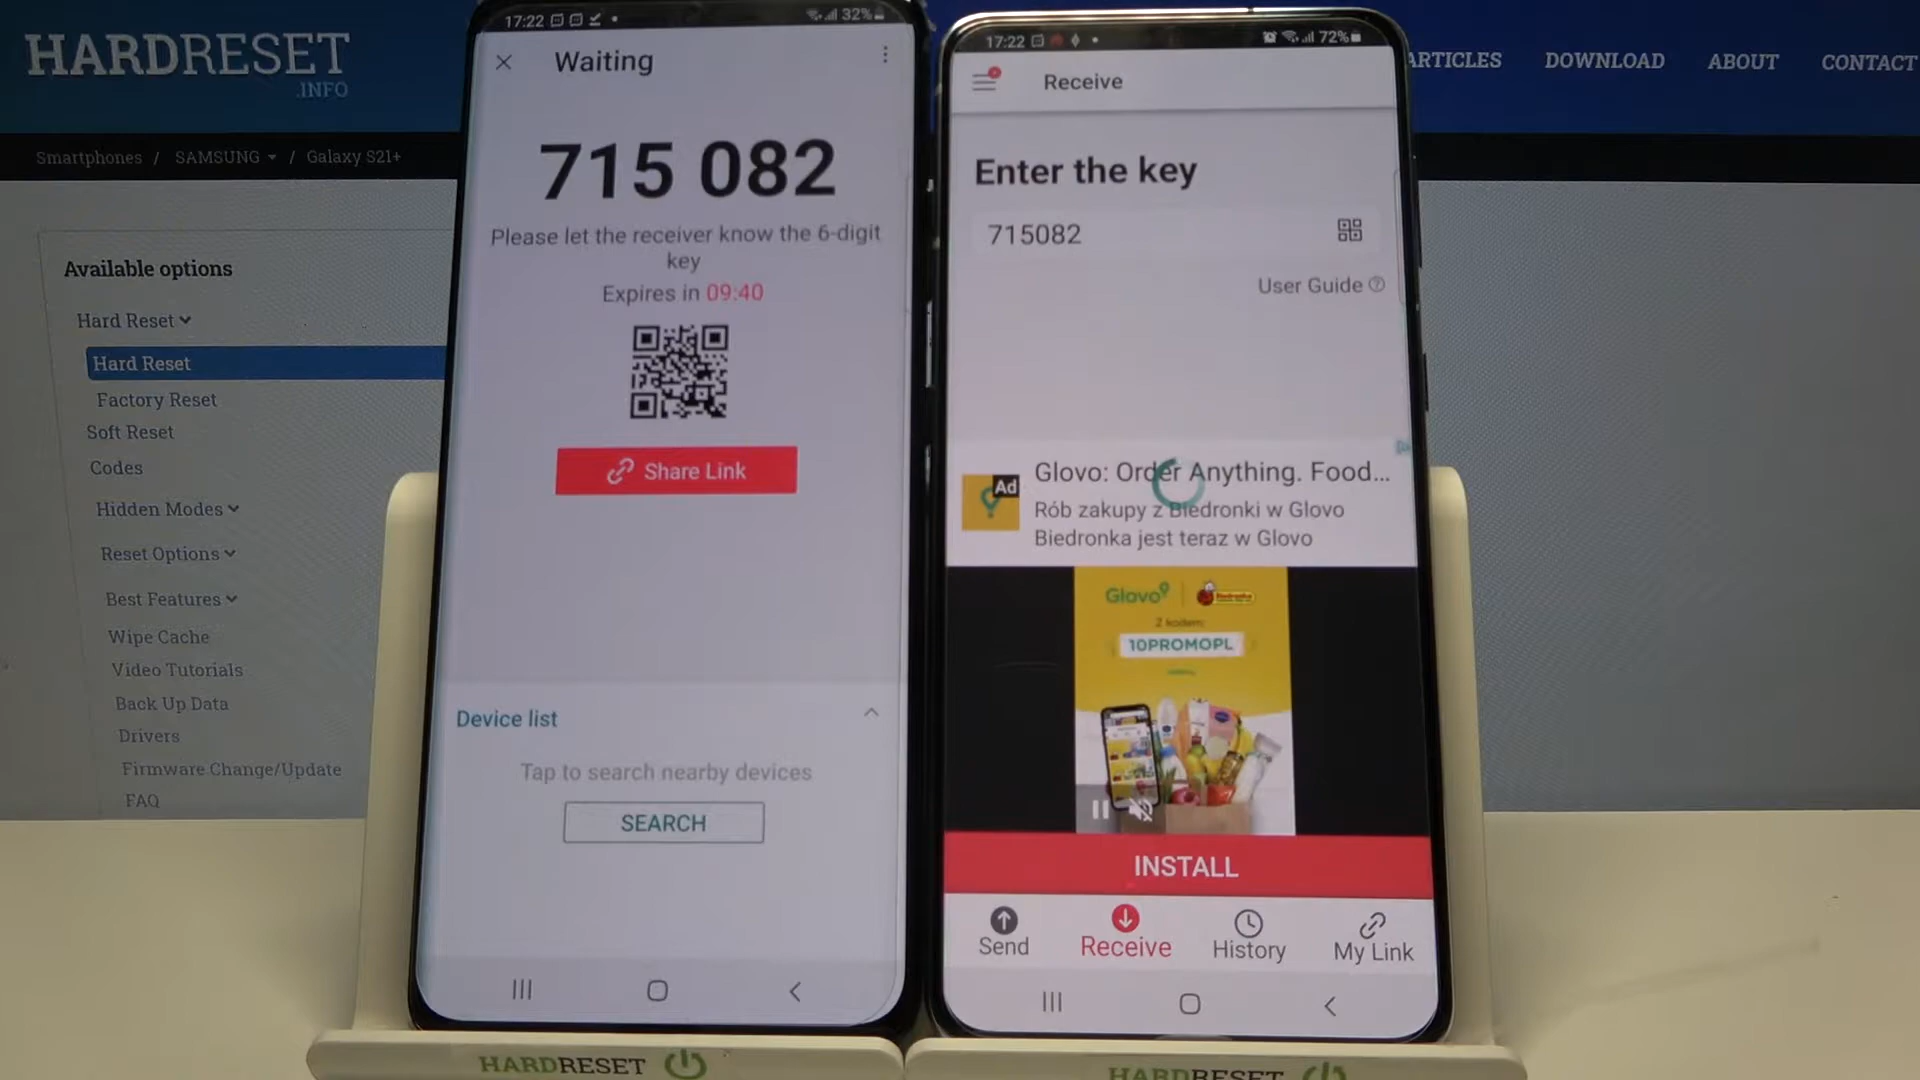 HARDRESET
.INFO
ARTICLES DOWNLOAD ABOUT CONTACT
Smartphones / SAMSUNG / Galaxy S21+
Available options
Hard Reset
Hard Reset
Factory Reset
Soft Reset
Codes
Hidden Modes
Reset Options
Best Features
Wipe Cache
Video Tutorials
Back Up Data
Drivers
Firmware Change/Update
FAQ
17:22 32%
Waiting
715 082
Please let the receiver know the 6-digit
key
Expires in 09:40
Share Link
Device list
Tap to search nearby devices
SEARCH
17:22 72%
Receive
Enter the key
715082
User Guide
Ad
Glovo: Order Anything. Food...
Rób zakupy z Biedronki w Glovo
Biedronka jest teraz w Glovo
Glovo Biedronka
Z kodem:
10PROMOPL
INSTALL
Send Receive History My Link
HARDRESET
HARDRESET